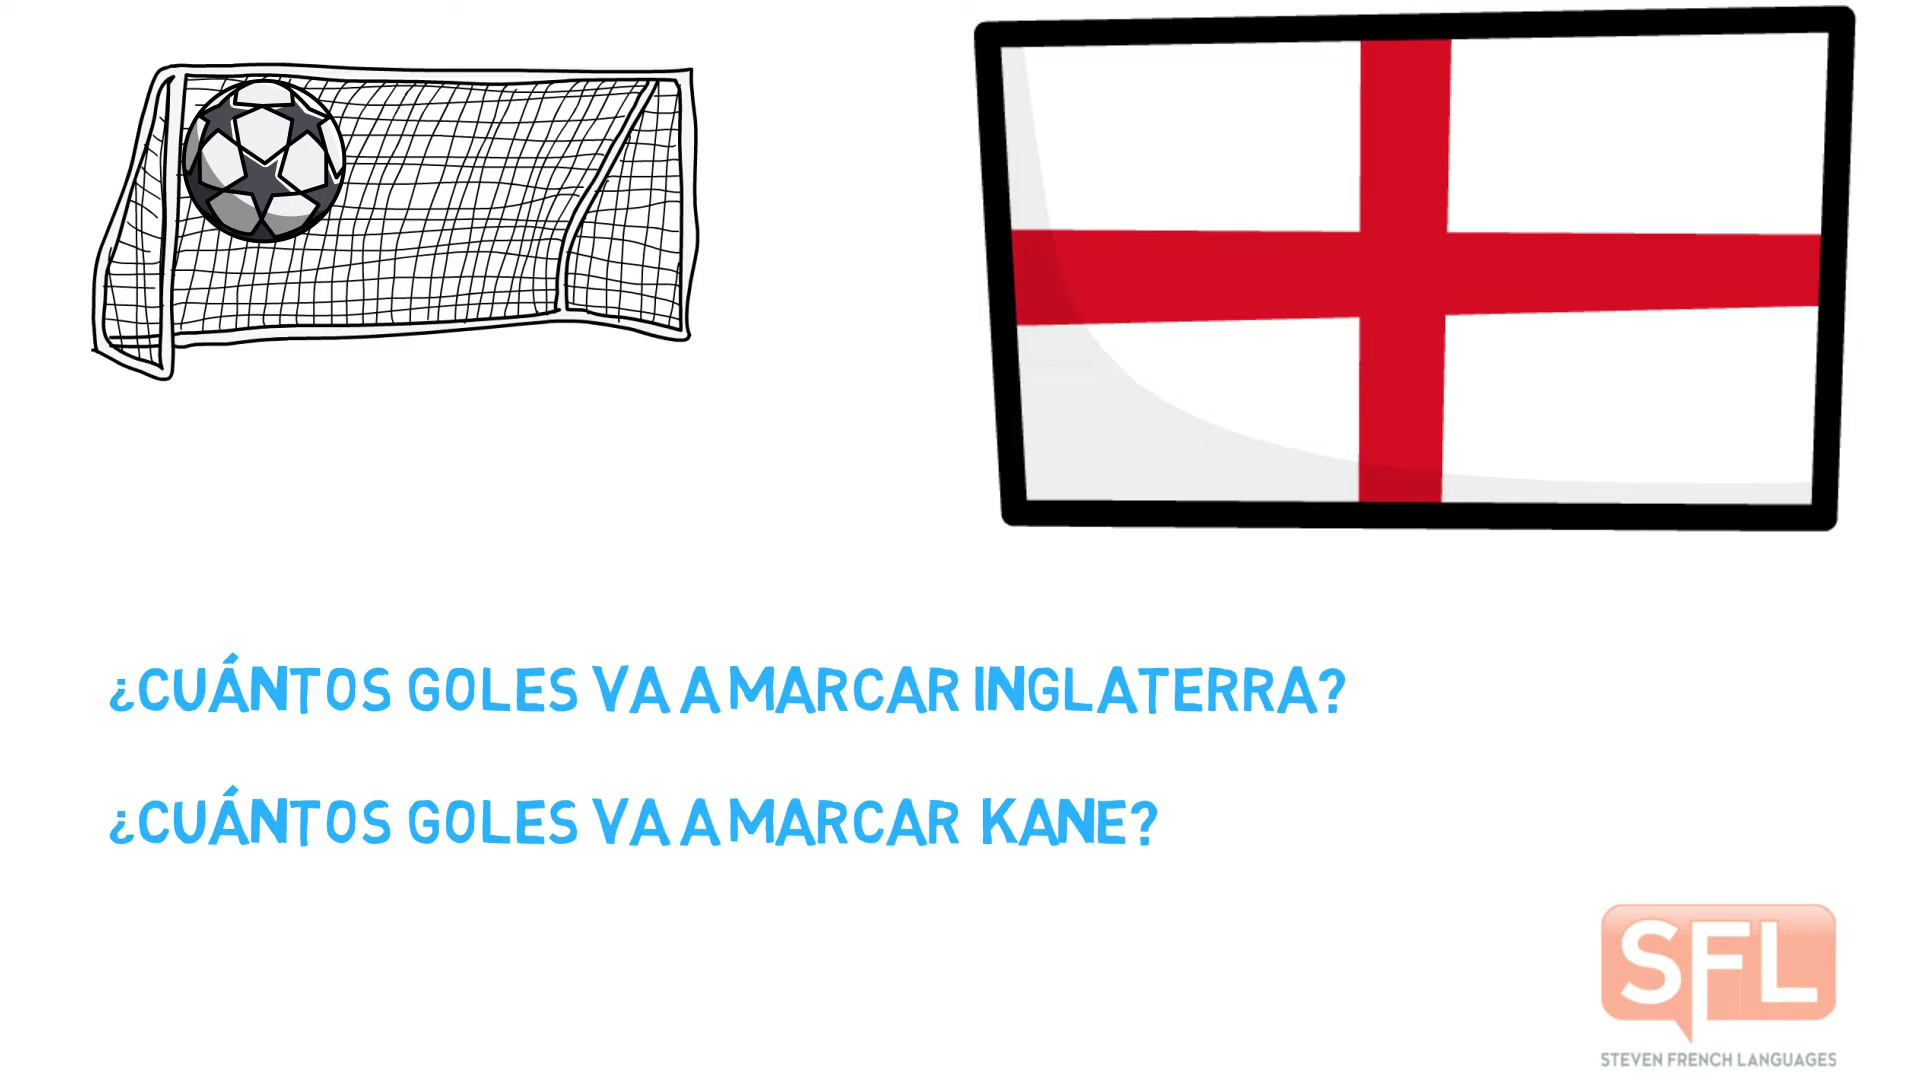 ¿CUÁNTOS GOLES VA A MARCAR INGLATERRA?
¿CUÁNTOS GOLES VA A MARCAR KANE?
SFL
STEVEN FRENCH LANGUAGES